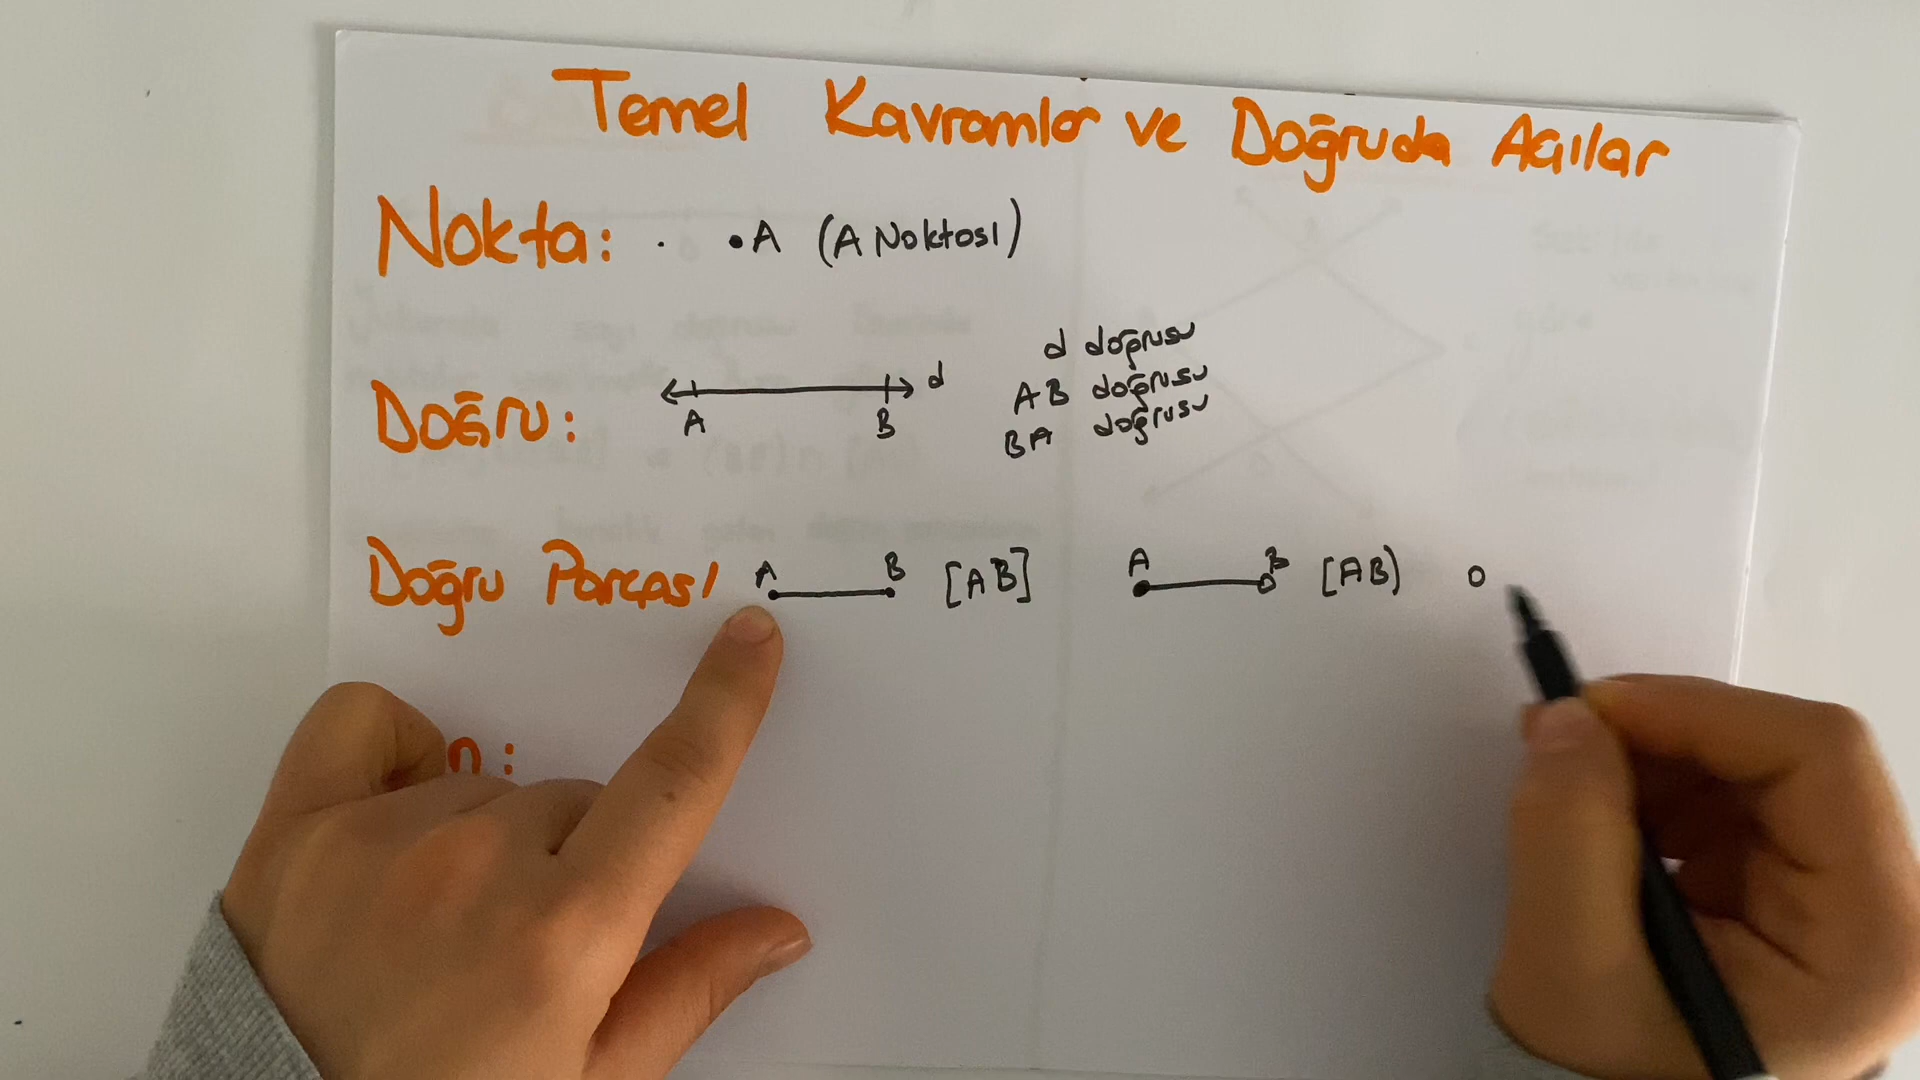 Temel Kavramlar ve Doğruda Açılar
Nokta: . •A (A Noktası)
Doğru: A B d
d doğrusu
AB doğrusu
BA doğrusu
Doğru Parçası A B [AB] A B [AB)
n: